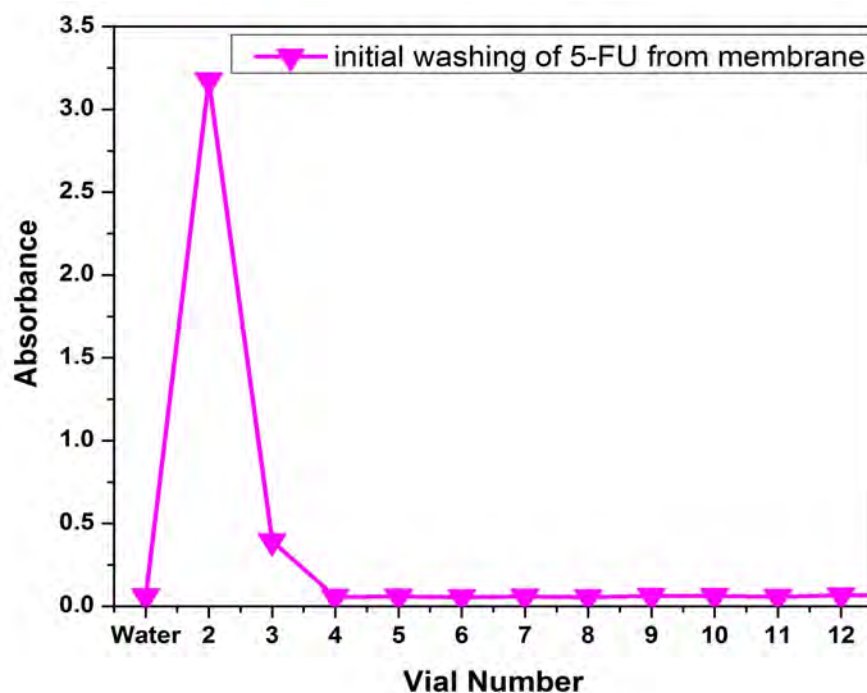 initial washing of 5-FU from membrane
Absorbance
3.5
3.0
2.5
2.0
1.5
1.0
0.5
0.0
Water 2 3 4 5 6 7 8 9 10 11 12
Vial Number